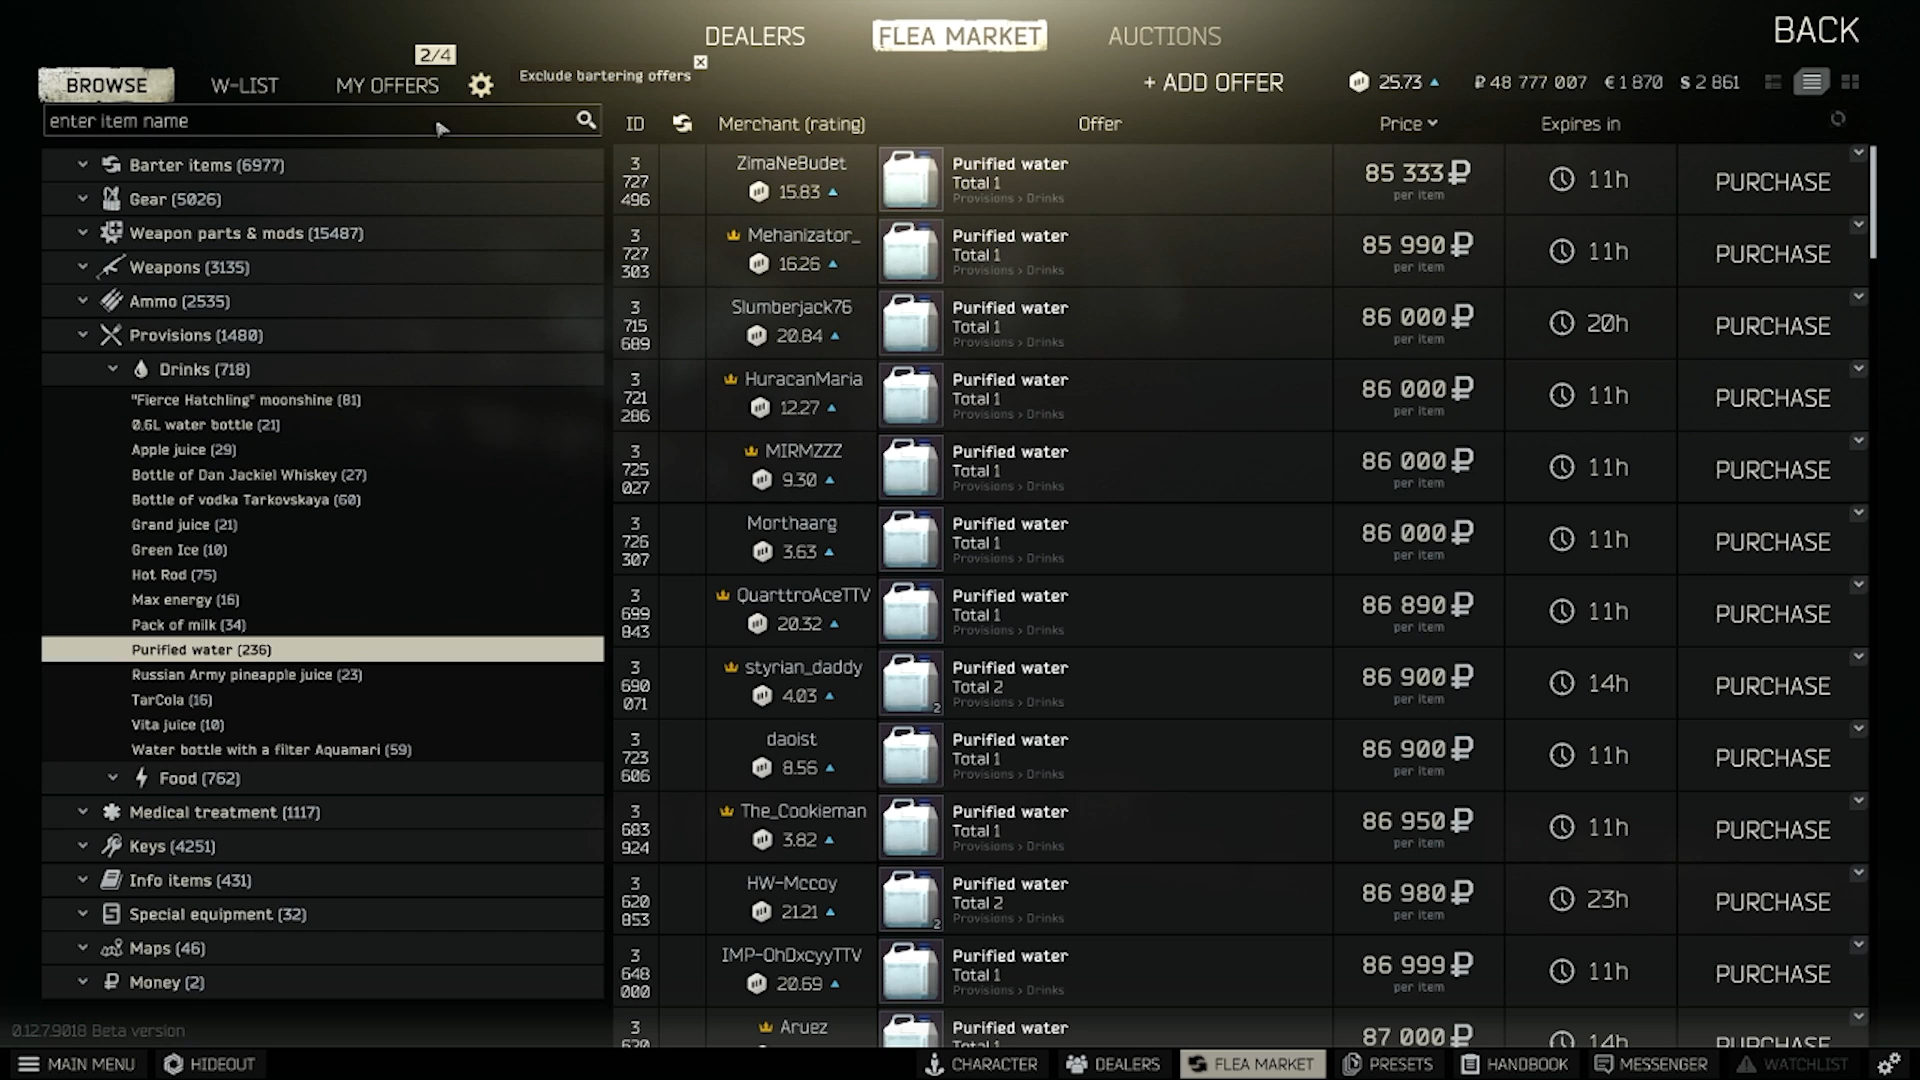 DEALERS
FLEA MARKET
AUCTIONS
BACK
2/4
BROWSE
W-LIST
MY OFFERS
Exclude bartering offers
+ ADD OFFER
25.73
₽ 48 777 007
€ 1 870
$ 2 861
enter item name
ID
Merchant (rating)
Offer
Price
Expires in
Barter items (6977)
Gear (5026)
Weapon parts & mods (15487)
Weapons (3135)
Ammo (2535)
Provisions (1480)
Drinks (718)
"Fierce Hatchling" moonshine (81)
0.6L water bottle (21)
Apple juice (29)
Bottle of Dan Jackiel Whiskey (27)
Bottle of vodka Tarkovskaya (60)
Grand juice (21)
Green Ice (10)
Hot Rod (75)
Max energy (16)
Pack of milk (34)
Purified water (236)
Russian Army pineapple juice (23)
TarCola (16)
Vita juice (10)
Water bottle with a filter Aquamari (59)
Food (762)
Medical treatment (1117)
Keys (4251)
Info items (431)
Special equipment (32)
Maps (46)
Money (2)
3 727 496
ZimaNeBudet
15.83
Purified water
Total 1
Provisions > Drinks
85 333 ₽
per item
11h
PURCHASE
3 727 303
Mehanizator_
16.26
Purified water
Total 1
Provisions > Drinks
85 990 ₽
per item
11h
PURCHASE
3 715 689
Slumberjack76
20.84
Purified water
Total 1
Provisions > Drinks
86 000 ₽
per item
20h
PURCHASE
3 721 286
HuracanMaria
12.27
Purified water
Total 1
Provisions > Drinks
86 000 ₽
per item
11h
PURCHASE
3 725 027
MIRMZZZ
9.30
Purified water
Total 1
Provisions > Drinks
86 000 ₽
per item
11h
PURCHASE
3 726 307
Morthaarg
3.63
Purified water
Total 1
Provisions > Drinks
86 000 ₽
per item
11h
PURCHASE
3 699 843
QuarttroAceTTV
20.32
Purified water
Total 1
Provisions > Drinks
86 890 ₽
per item
11h
PURCHASE
3 690 071
styrian_daddy
4.03
2
Purified water
Total 2
Provisions > Drinks
86 900 ₽
per item
14h
PURCHASE
3 723 606
daoist
8.56
Purified water
Total 1
Provisions > Drinks
86 900 ₽
per item
11h
PURCHASE
3 683 924
The_Cookieman
3.82
Purified water
Total 1
Provisions > Drinks
86 950 ₽
per item
11h
PURCHASE
3 620 853
HW-Mccoy
21.21
2
Purified water
Total 2
Provisions > Drinks
86 980 ₽
per item
23h
PURCHASE
3 648 000
IMP-OhDxcyyTTV
20.69
Purified water
Total 1
Provisions > Drinks
86 999 ₽
per item
11h
PURCHASE
3
Aruez
Purified water
Total 1
87 000 ₽
14h
PURCHASE
0.12.7.9018 Beta version
MAIN MENU
HIDEOUT
CHARACTER
DEALERS
FLEA MARKET
PRESETS
HANDBOOK
MESSENGER
WATCHLIST